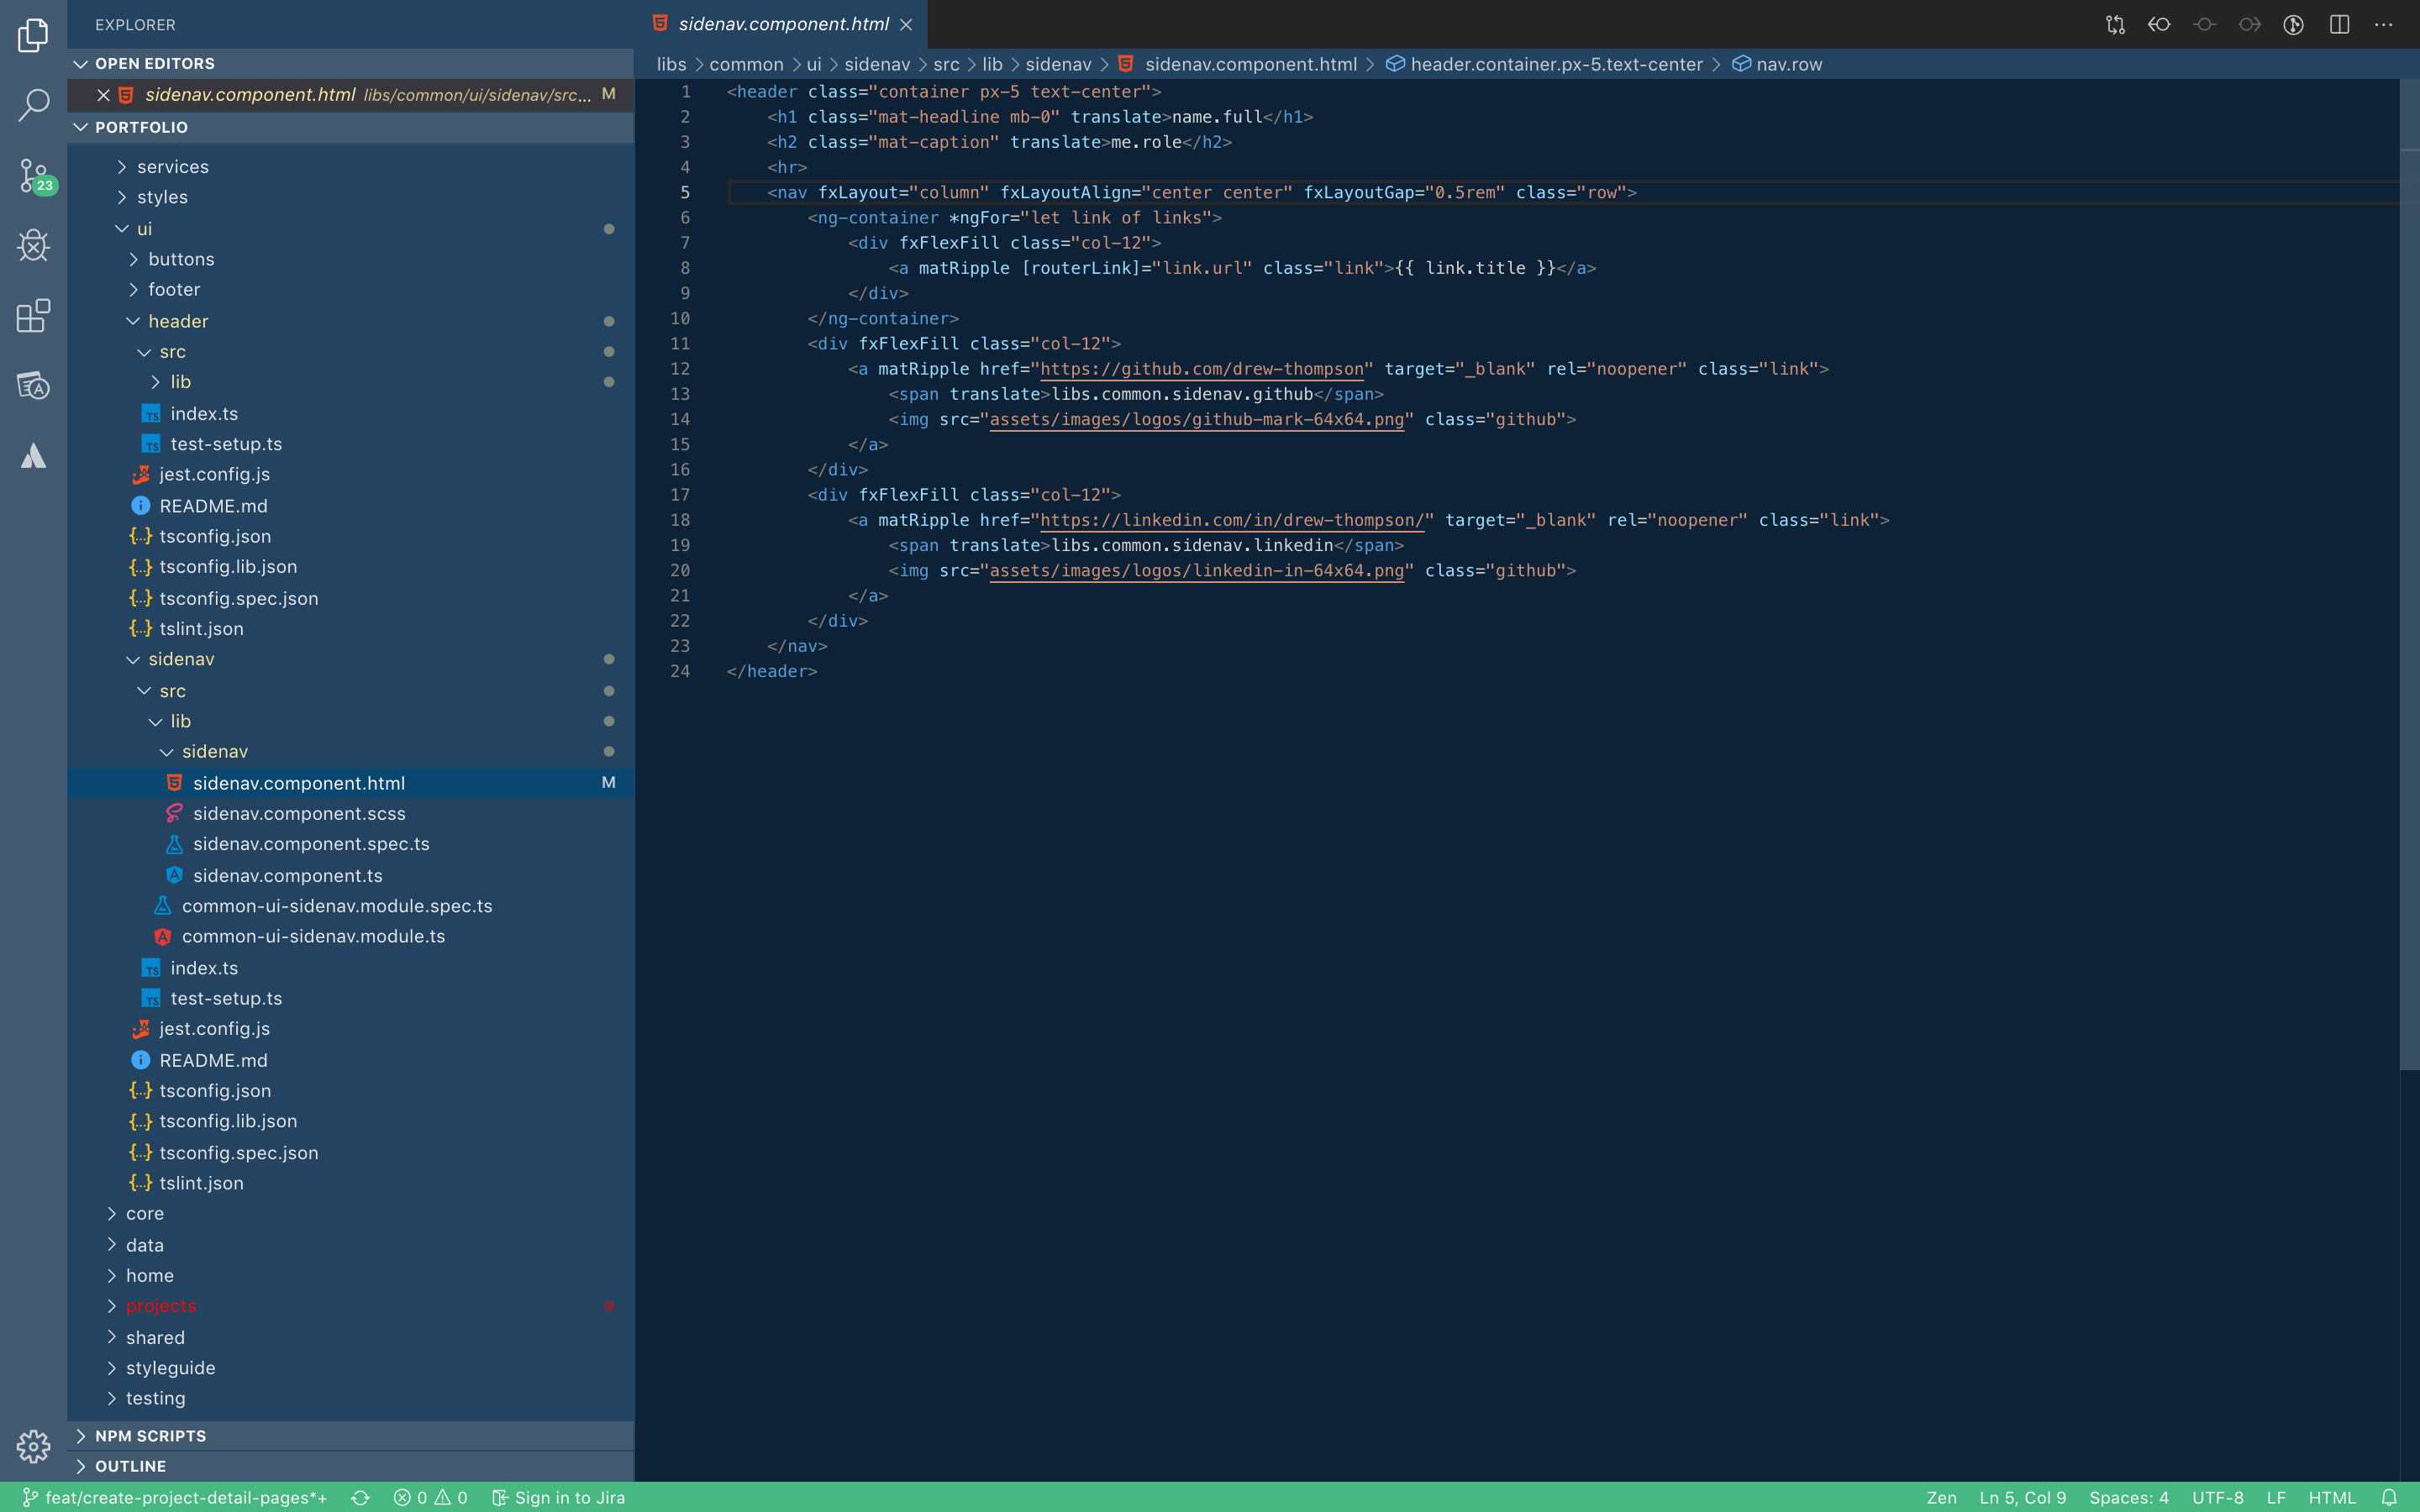 EXPLORER
OPEN EDITORS
sidenav.component.html libs/common/ui/sidenav/src... M
PORTFOLIO
services
styles
ui
buttons
footer
header
src
lib
index.ts
test-setup.ts
jest.config.js
README.md
tsconfig.json
tsconfig.lib.json
tsconfig.spec.json
tslint.json
sidenav
src
lib
sidenav
sidenav.component.html M
sidenav.component.scss
sidenav.component.spec.ts
sidenav.component.ts
common-ui-sidenav.module.spec.ts
common-ui-sidenav.module.ts
index.ts
test-setup.ts
jest.config.js
README.md
tsconfig.json
tsconfig.lib.json
tsconfig.spec.json
tslint.json
core
data
home
projects
shared
styleguide
testing
NPM SCRIPTS
OUTLINE
23
sidenav.component.html
libs > common > ui > sidenav > src > lib > sidenav > sidenav.component.html > header.container.px-5.text-center > nav.row
1 <header class="container px-5 text-center">
2 <h1 class="mat-headline mb-0" translate>name.full</h1>
3 <h2 class="mat-caption" translate>me.role</h2>
4 <hr>
5 <nav fxLayout="column" fxLayoutAlign="center center" fxLayoutGap="0.5rem" class="row">
6 <ng-container *ngFor="let link of links">
7 <div fxFlexFill class="col-12">
8 <a matRipple [routerLink]="link.url" class="link">{{ link.title }}</a>
9 </div>
10 </ng-container>
11 <div fxFlexFill class="col-12">
12 <a matRipple href="https://github.com/drew-thompson" target="_blank" rel="noopener" class="link">
13 <span translate>libs.common.sidenav.github</span>
14 <img src="assets/images/logos/github-mark-64x64.png" class="github">
15 </a>
16 </div>
17 <div fxFlexFill class="col-12">
18 <a matRipple href="https://linkedin.com/in/drew-thompson/" target="_blank" rel="noopener" class="link">
19 <span translate>libs.common.sidenav.linkedin</span>
20 <img src="assets/images/logos/linkedin-in-64x64.png" class="github">
21 </a>
22 </div>
23 </nav>
24 </header>
feat/create-project-detail-pages*+ 0 0 Sign in to Jira Zen Ln 5, Col 9 Spaces: 4 UTF-8 LF HTML